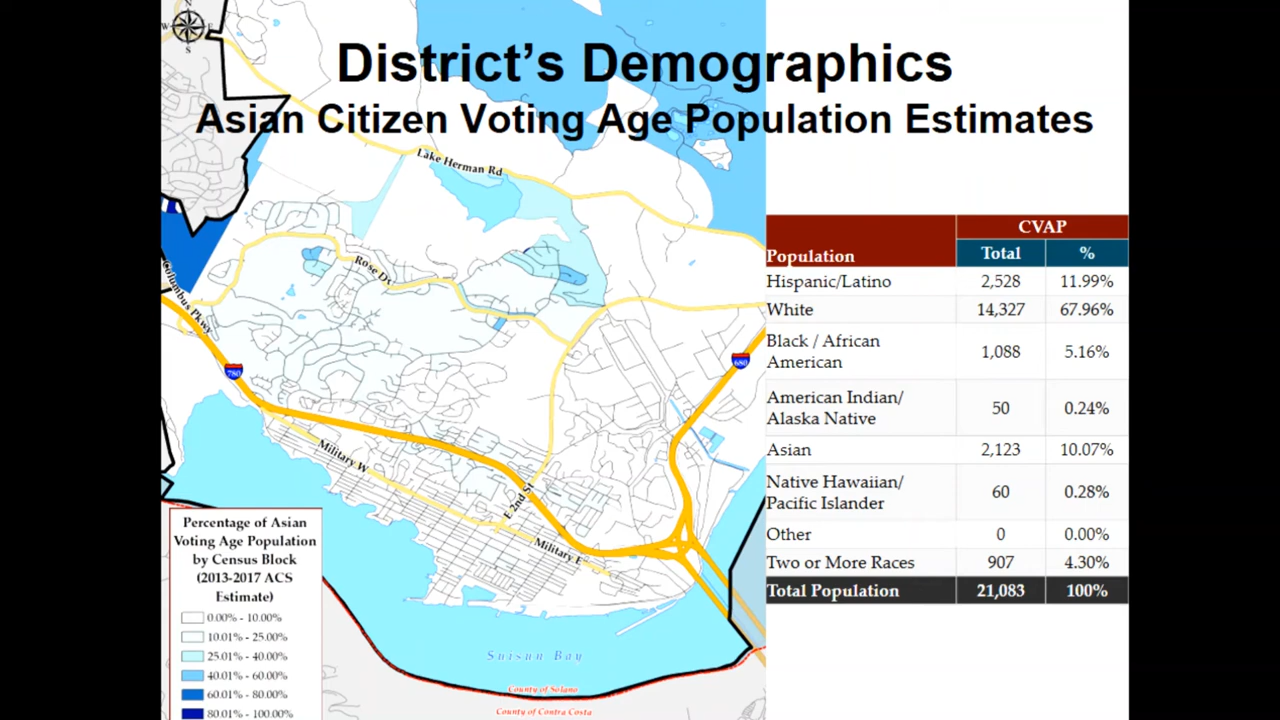 N
W
E
S
District's Demographics
Asian Citizen Voting Age Population Estimates
Lake Herman Rd
Rose Dr
Columbus Pkwy
780
680
Military W
E 2nd St
Military E
Suisun Bay
County of Solano
County of Contra Costa
Percentage of Asian
Voting Age Population
by Census Block
(2013-2017 ACS
Estimate)
0.00% - 10.00%
10.01% - 25.00%
25.01% - 40.00%
40.01% - 60.00%
60.01% - 80.00%
80.01% - 100.00%
CVAP
Population Total %
Hispanic/Latino 2,528 11.99%
White 14,327 67.96%
Black / African
American 1,088 5.16%
American Indian/
Alaska Native 50 0.24%
Asian 2,123 10.07%
Native Hawaiian/
Pacific Islander 60 0.28%
Other 0 0.00%
Two or More Races 907 4.30%
Total Population 21,083 100%